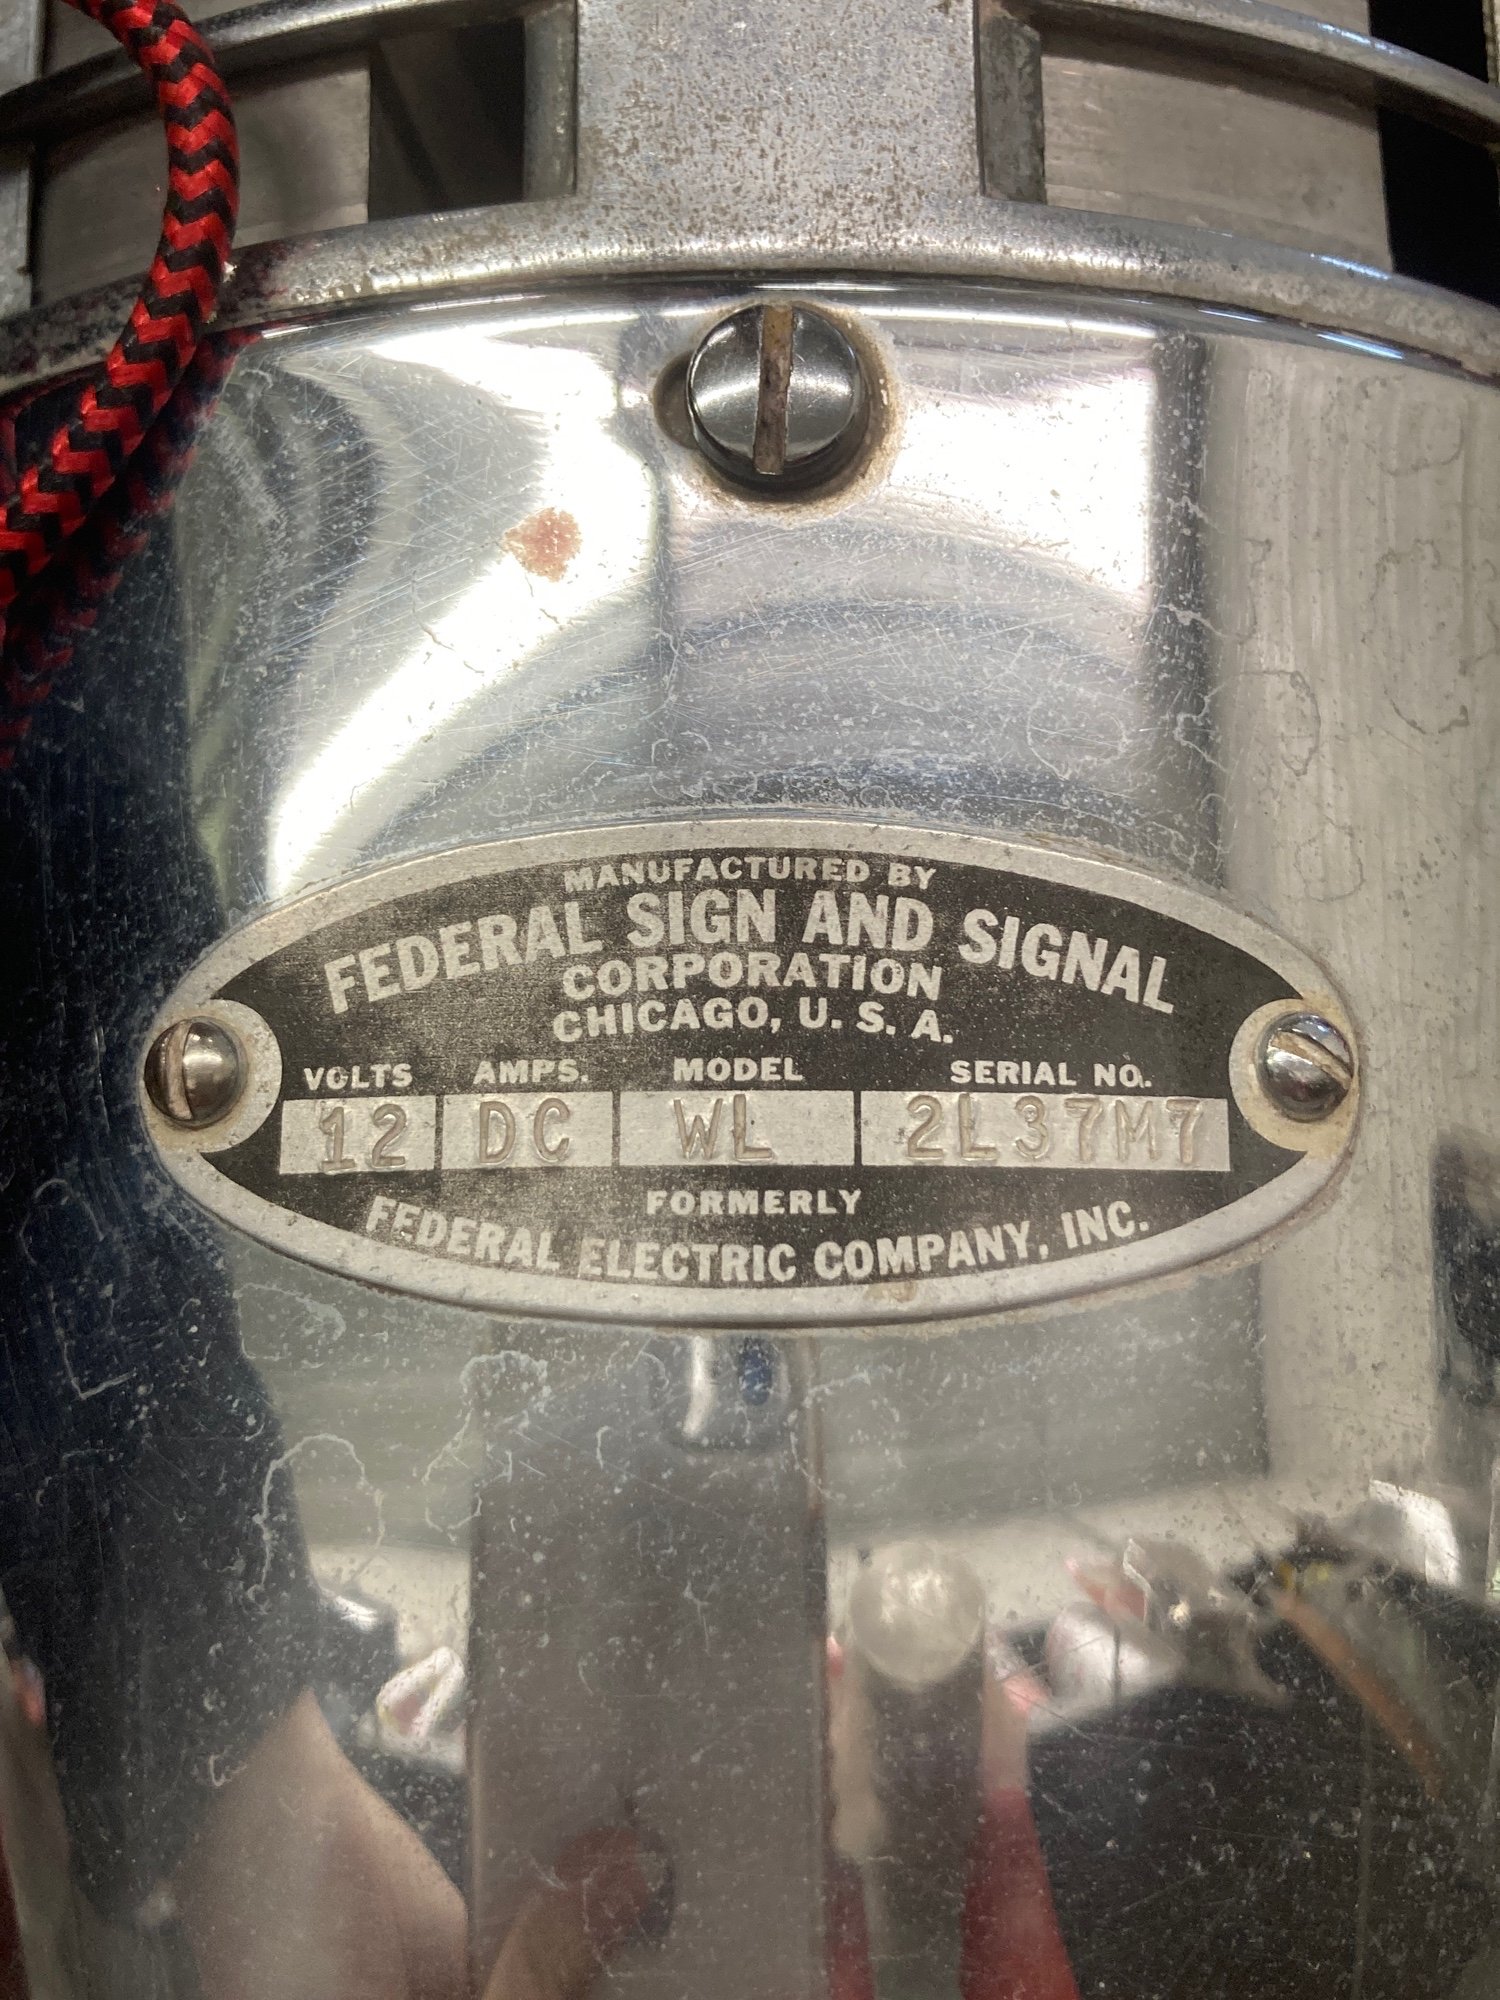 MANUFACTURED BY
FEDERAL SIGN AND SIGNAL
CORPORATION
CHICAGO, U. S. A.
VOLTS AMPS. MODEL SERIAL NO.
12 DC WL 2L37M7
FORMERLY
FEDERAL ELECTRIC COMPANY, INC.